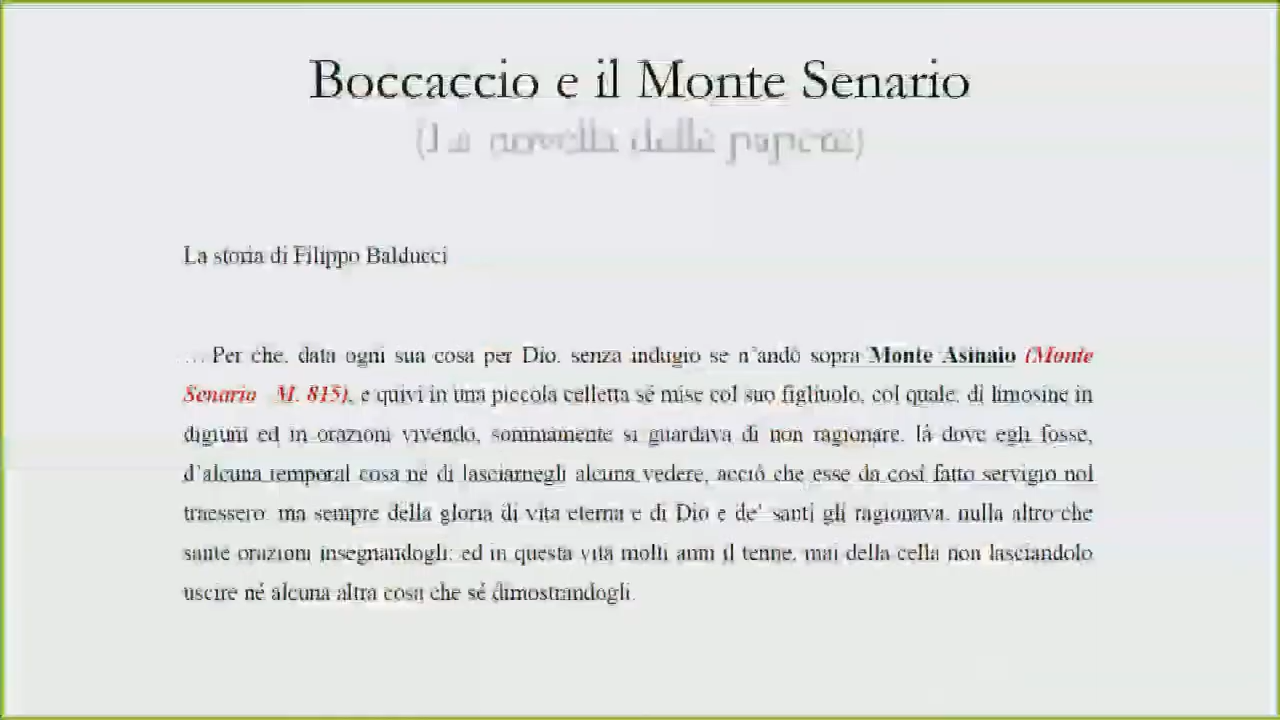 Boccaccio e il Monte Senario
(La novella delle papere)
La storia di Filippo Balducci
… Per che, data ogni sua cosa per Dio, senza indugio se n'andò sopra Monte Asinaio (Monte
Senario M. 815), e quivi in una piccola celletta sé mise col suo figliuolo, col quale, di limosine in
digiuni ed in orazioni vivendo, sommamente si guardava di non ragionare, là dove egli fosse,
d'alcuna temporal cosa né di lasciarnegli alcuna vedere, acciò che esse da così fatto servigio nol
traessero, ma sempre della gloria di vita eterna e di Dio e de' santi gli ragionava, nulla altro che
sante orazioni insegnandogli; ed in questa vita molti anni il tenne, mai della cella non lasciandolo
uscire né alcuna altra cosa che sé dimostrandogli.